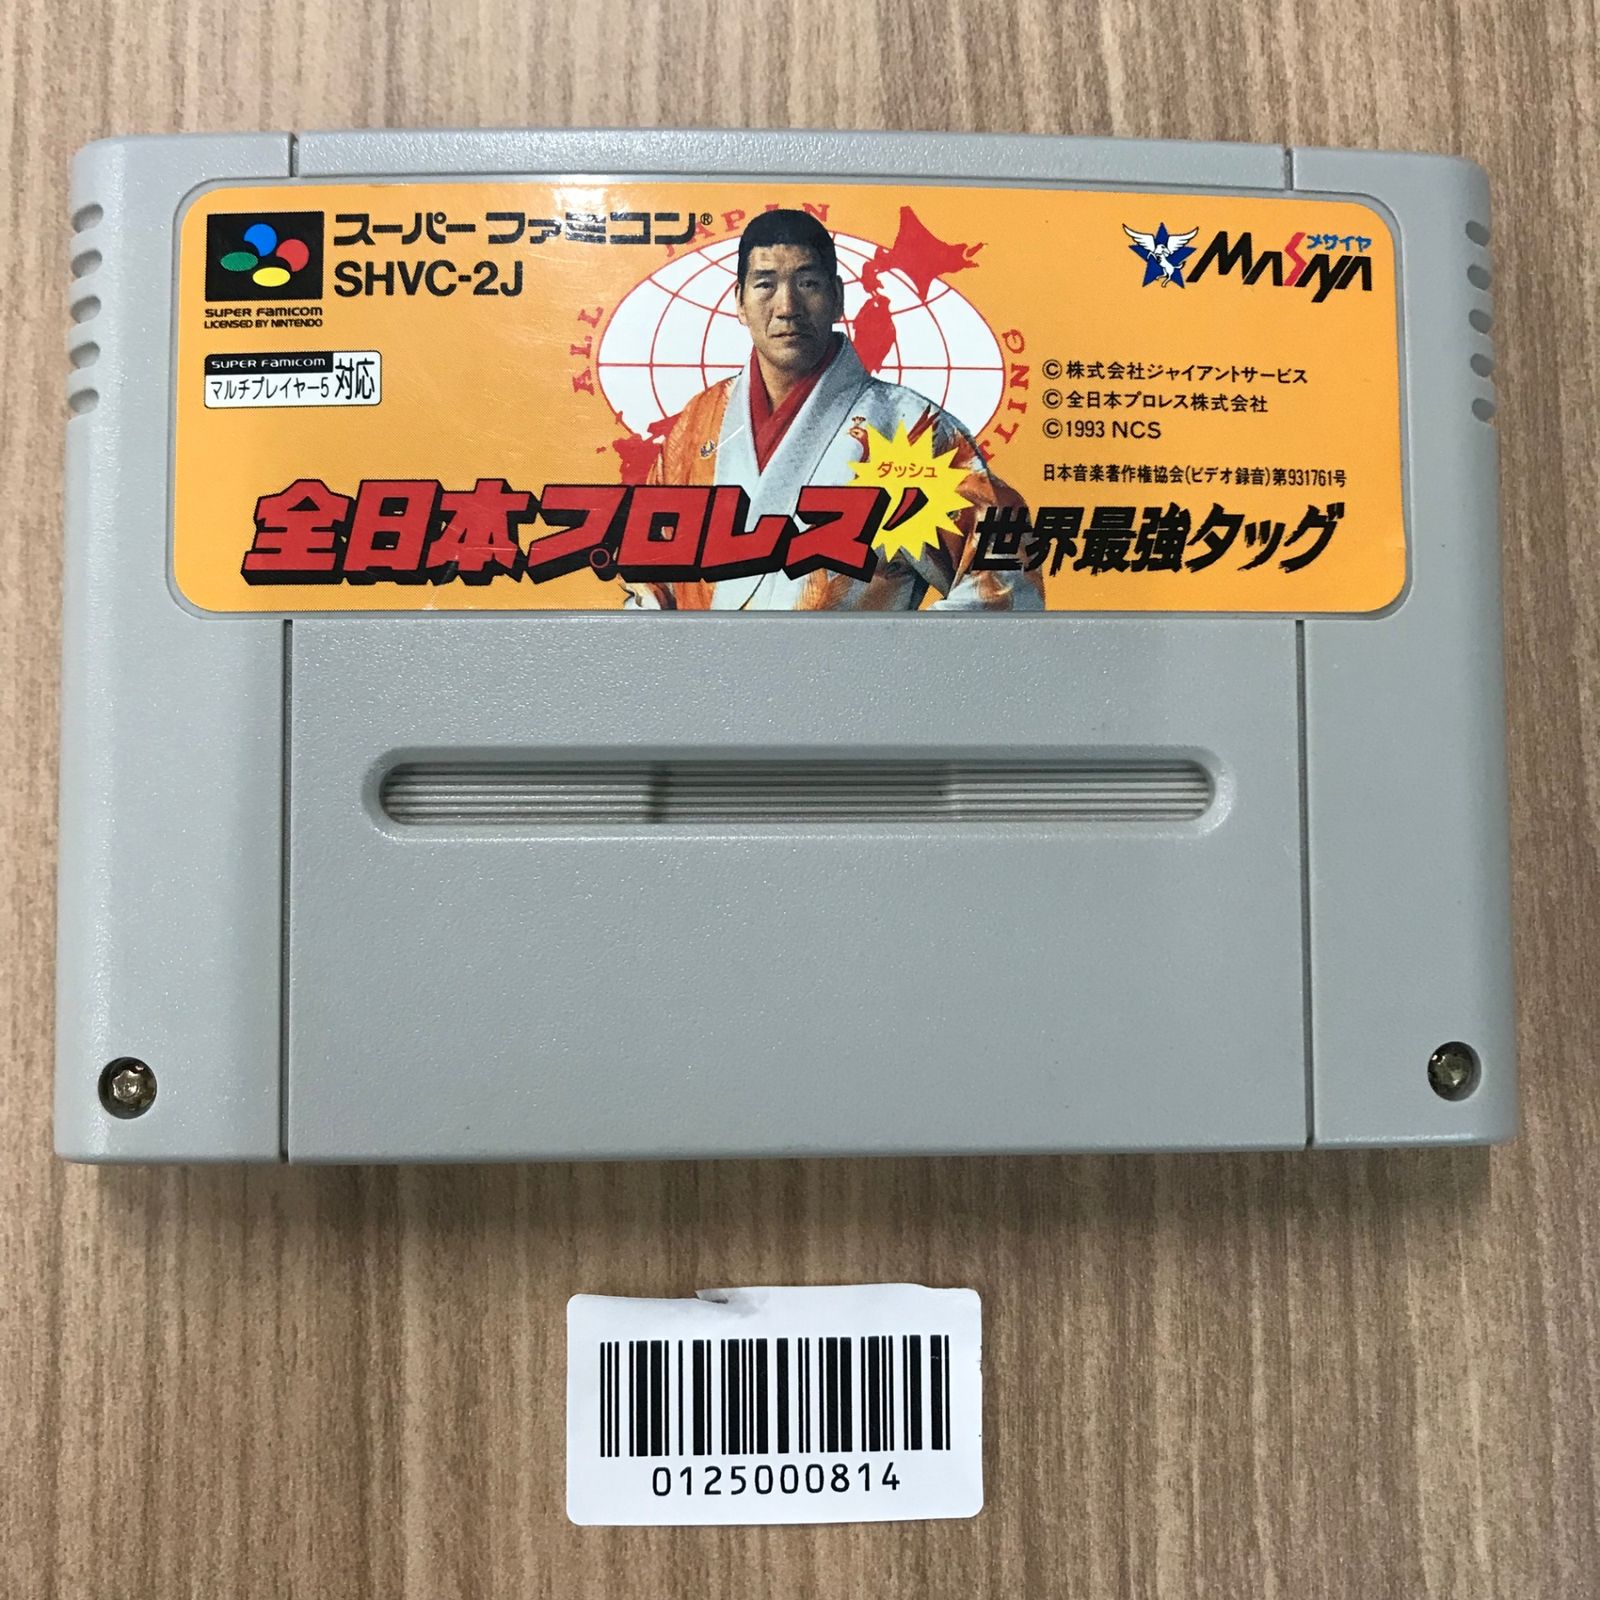 スーパーファミコン®
SHVC-2J
SUPER FAMICOM
LICENSED BY NINTENDO
SUPER FAMICOM
マルチプレイヤー5 対応
ALL JAPAN
メサイヤ
MASAYA
©株式会社ジャイアントサービス
©全日本プロレス株式会社
©1993 NCS
日本音楽著作権協会(ビデオ録音)第931761号
ダッシュ
全日本プロレス' 世界最強タッグ
0125000814